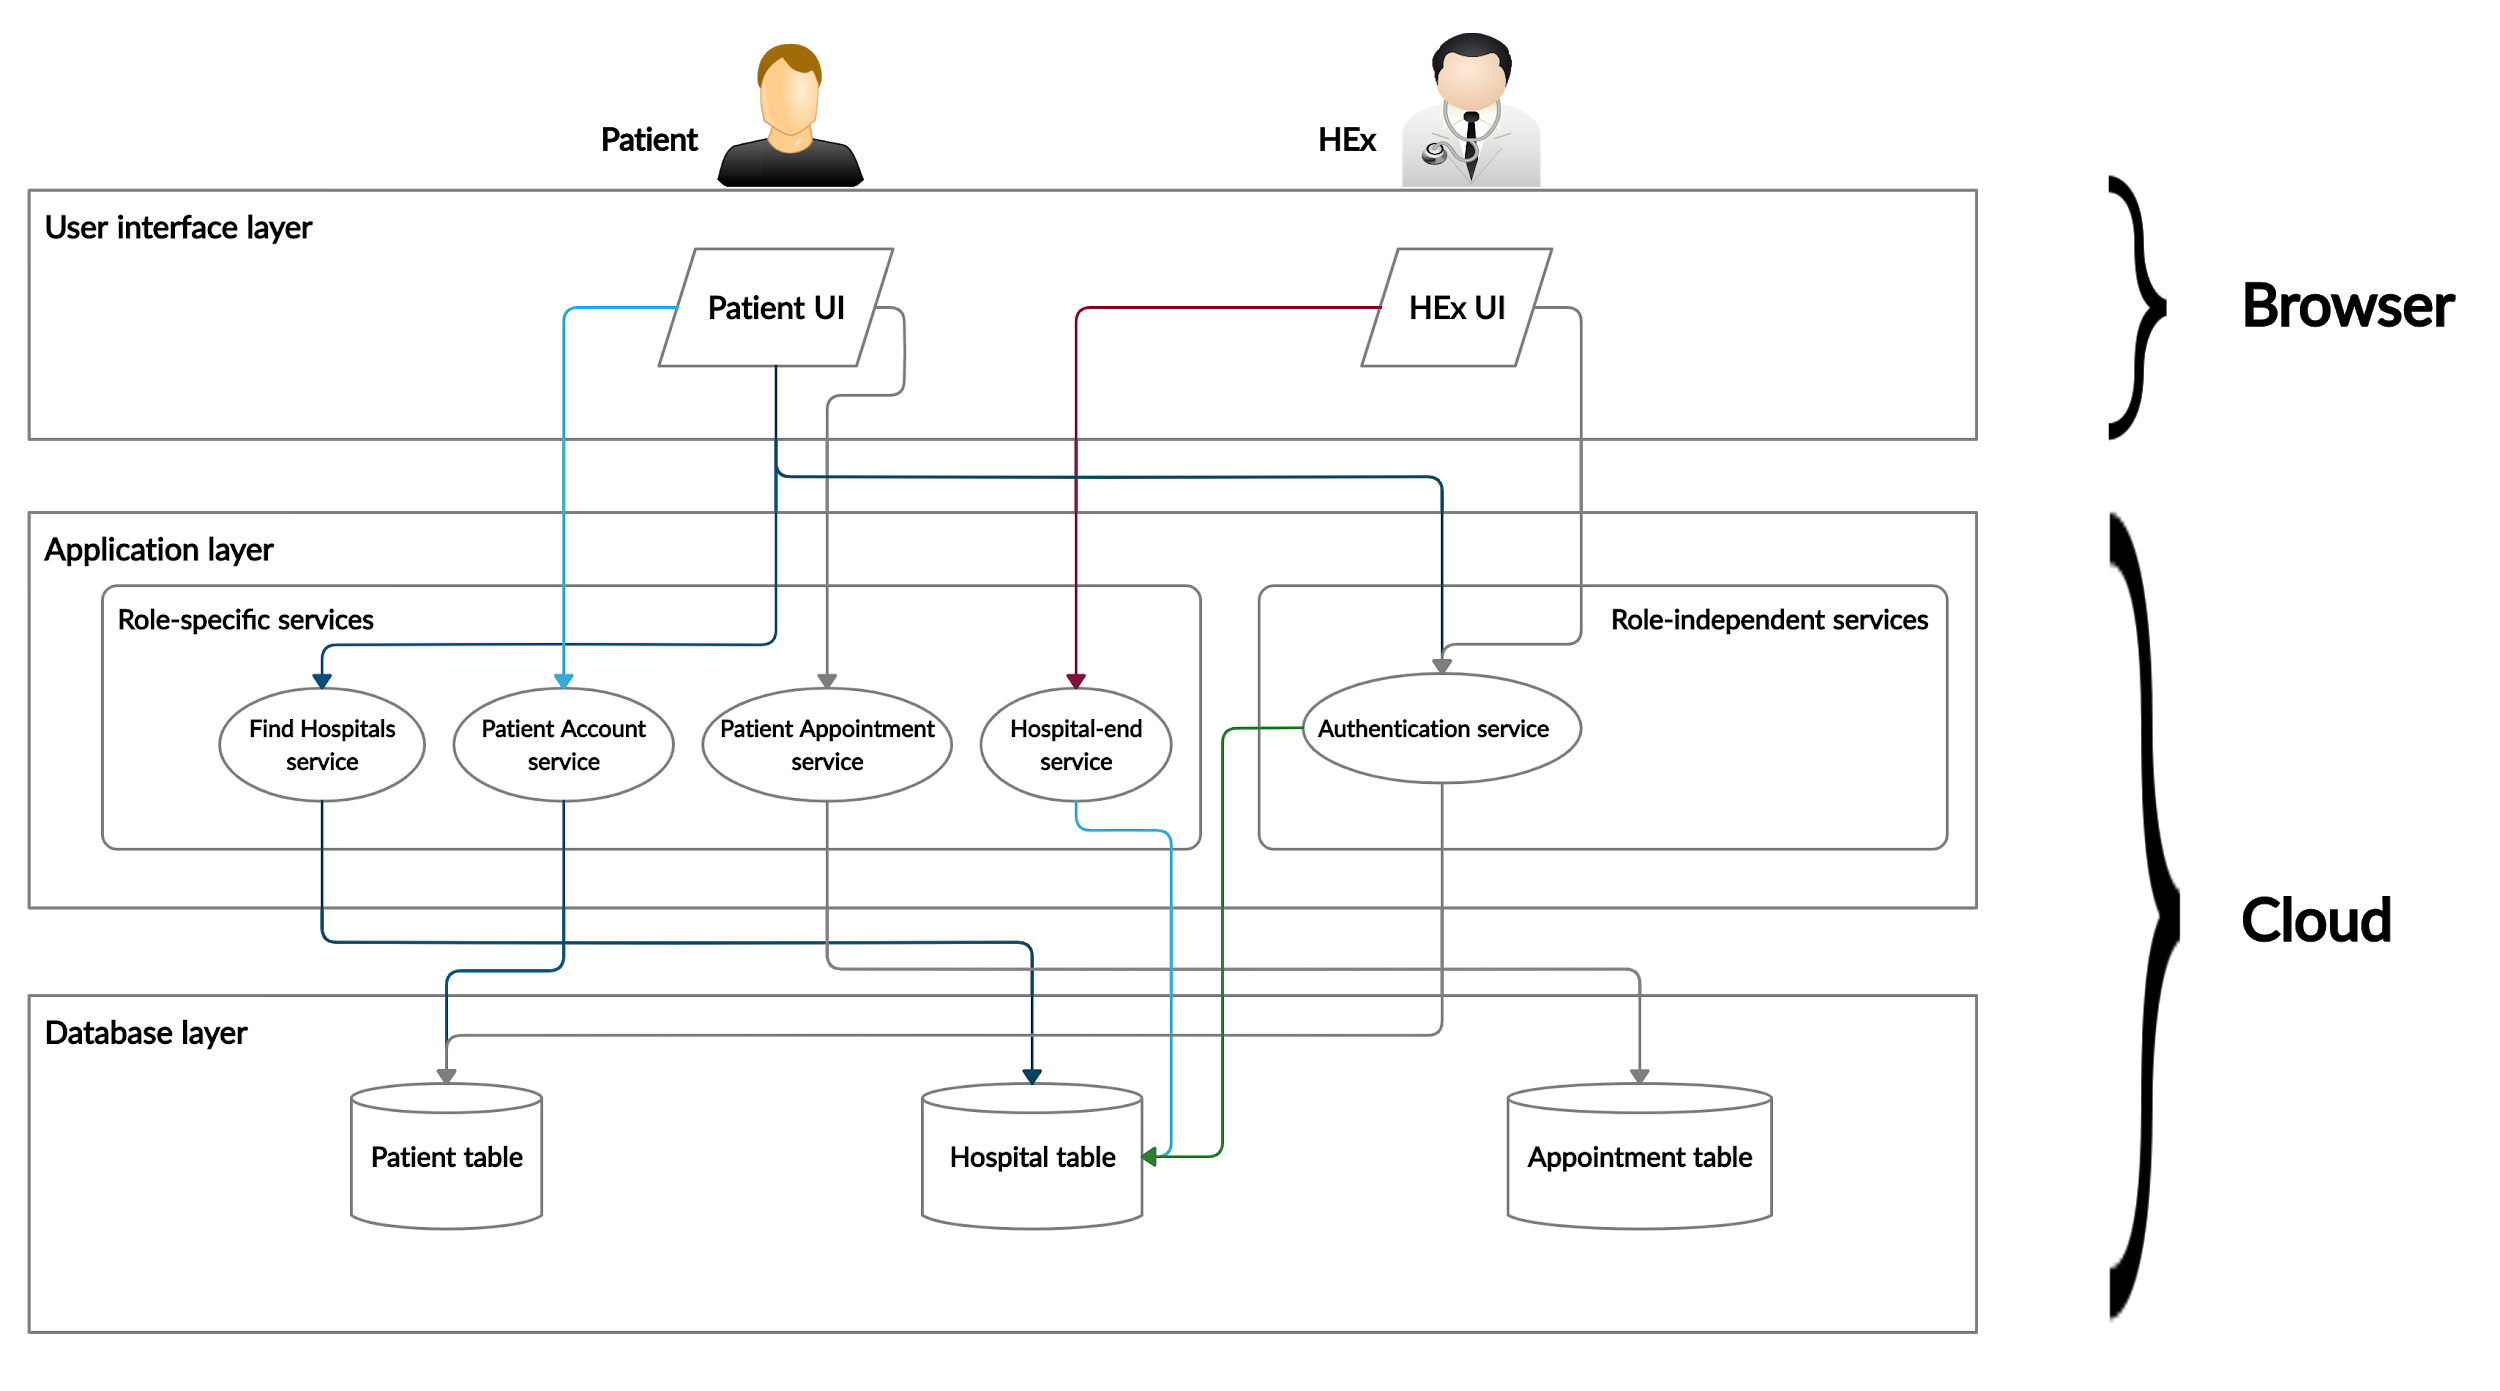 Patient
HEx
User interface layer
Patient UI
HEx UI
Browser
Application layer
Role-specific services
Role-independent services
Find Hospitals
service
Patient Account
service
Patient Appointment
service
Hospital-end
service
Authentication service
Cloud
Database layer
Patient table
Hospital table
Appointment table